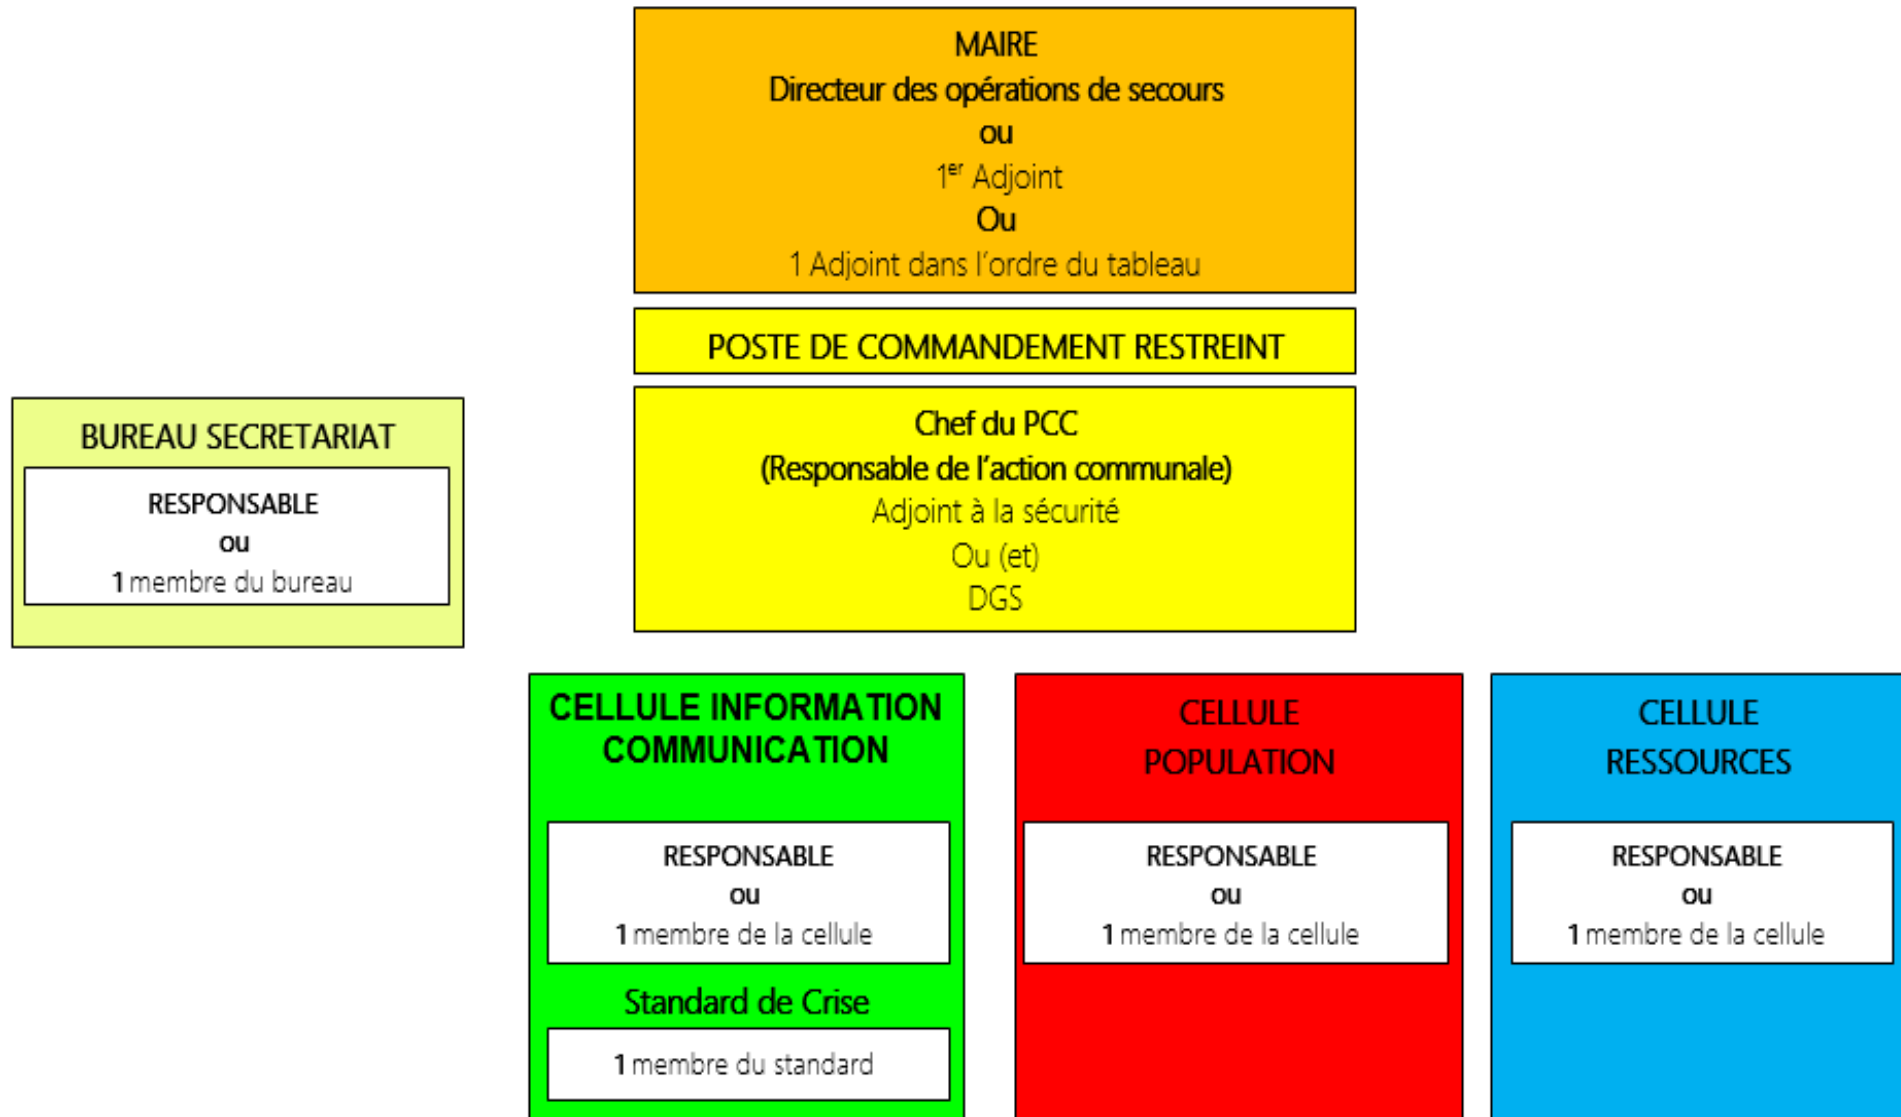 MAIRE
Directeur des opérations de secours
ou
1er Adjoint
Ou
1 Adjoint dans l'ordre du tableau
POSTE DE COMMANDEMENT RESTREINT
Chef du PCC
(Responsable de l'action communale)
Adjoint à la sécurité
Ou (et)
DGS
BUREAU SECRETARIAT
RESPONSABLE
ou
1 membre du bureau
CELLULE INFORMATION
COMMUNICATION
RESPONSABLE
ou
1 membre de la cellule
Standard de Crise
1 membre du standard
CELLULE
POPULATION
RESPONSABLE
ou
1 membre de la cellule
CELLULE
RESSOURCES
RESPONSABLE
ou
1 membre de la cellule